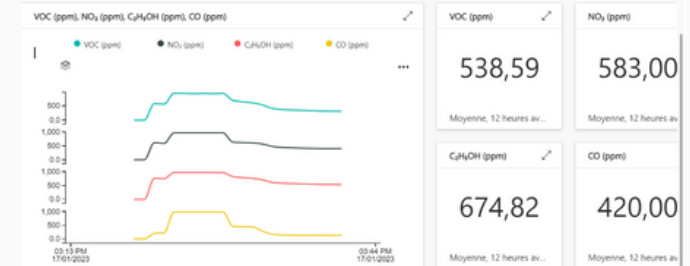 VOC (ppm), NO₂ (ppm), C₂H₅OH (ppm), CO (ppm)
VOC (ppm)
NO₂ (ppm)
C₂H₅OH (ppm)
CO (ppm)
500
0.0
1,000
500
0.0
1,000
500
0.0
1,000
500
0.0
03:13 PM
17/01/2023
03:44 PM
17/01/2023
VOC (ppm)
538,59
Moyenne, 12 heures av...
NO₂ (ppm)
583,00
Moyenne, 12 heures av
C₂H₅OH (ppm)
674,82
Moyenne, 12 heures av...
CO (ppm)
420,00
Moyenne, 12 heures av